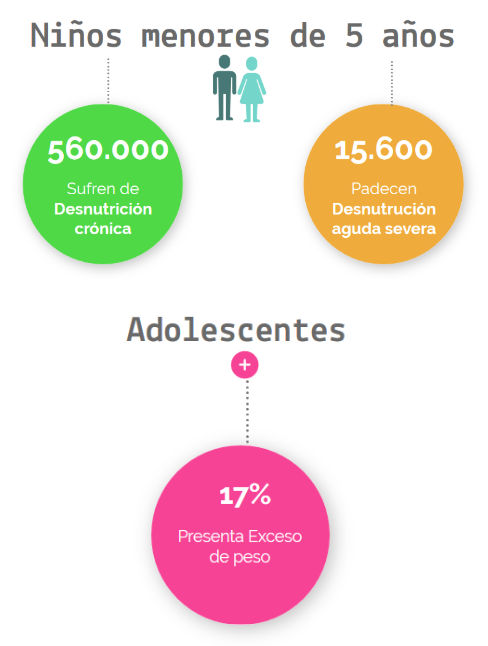 Niños menores de 5 años
560.000
Sufren de
Desnutrición
crónica
15.600
Padecen
Desnutrución
aguda severa
Adolescentes
+
17%
Presenta Exceso
de peso